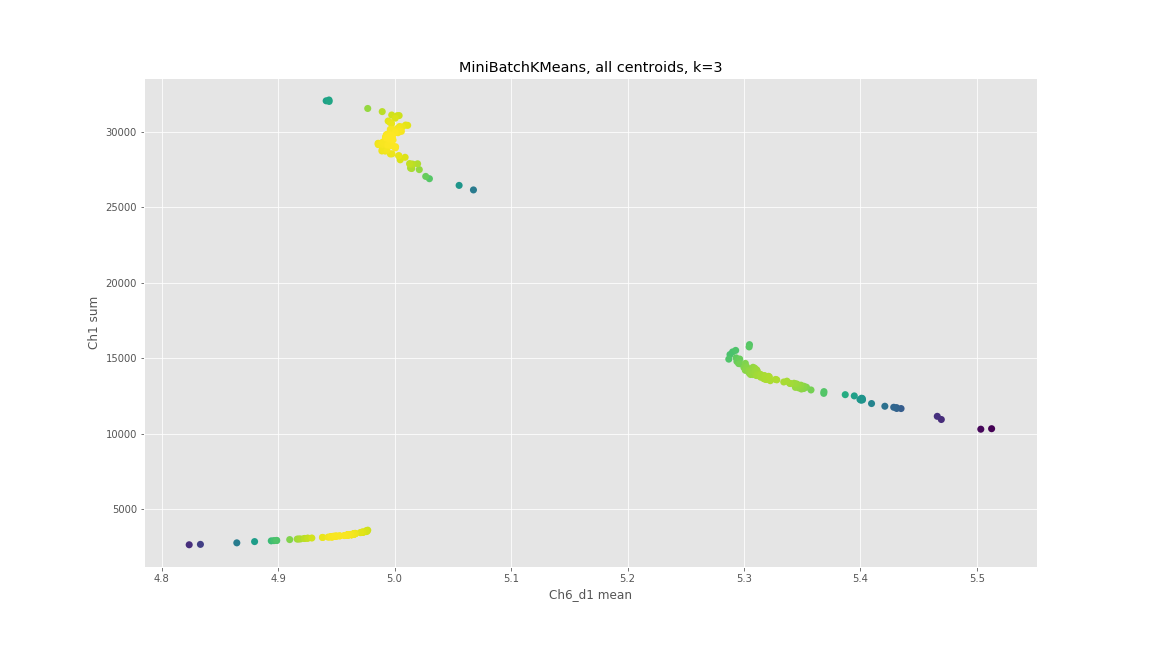 MiniBatchKMeans, all centroids, k=3
30000
25000
20000
15000
10000
5000
Ch1 sum
4.8 4.9 5.0 5.1 5.2 5.3 5.4 5.5
Ch6_d1 mean